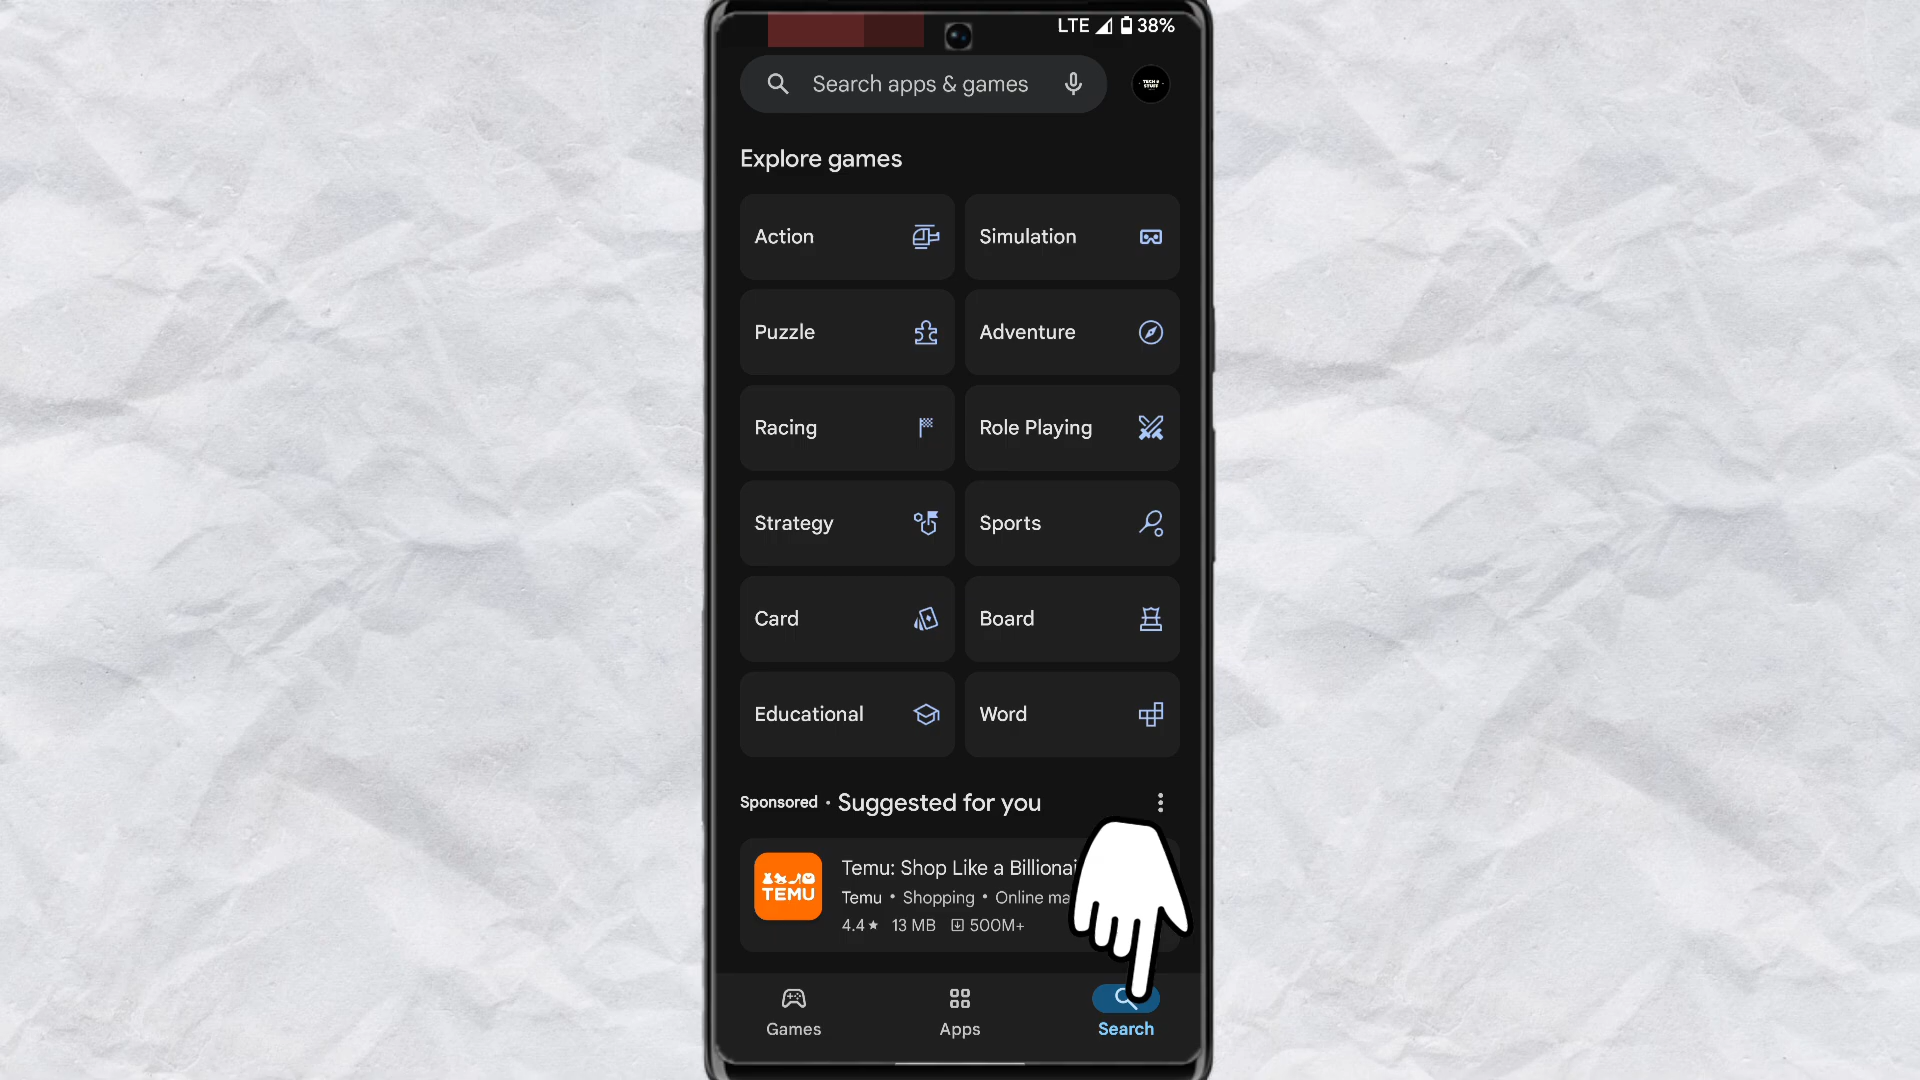 LTE 38%
Search apps & games
TECH & STUFF
Explore games
Action
Simulation
Puzzle
Adventure
Racing
Role Playing
Strategy
Sports
Card
Board
Educational
Word
Sponsored • Suggested for you
TEMU
Temu: Shop Like a Billionai
Temu • Shopping • Online ma
4.4★ 13 MB 500M+
Games
Apps
Search